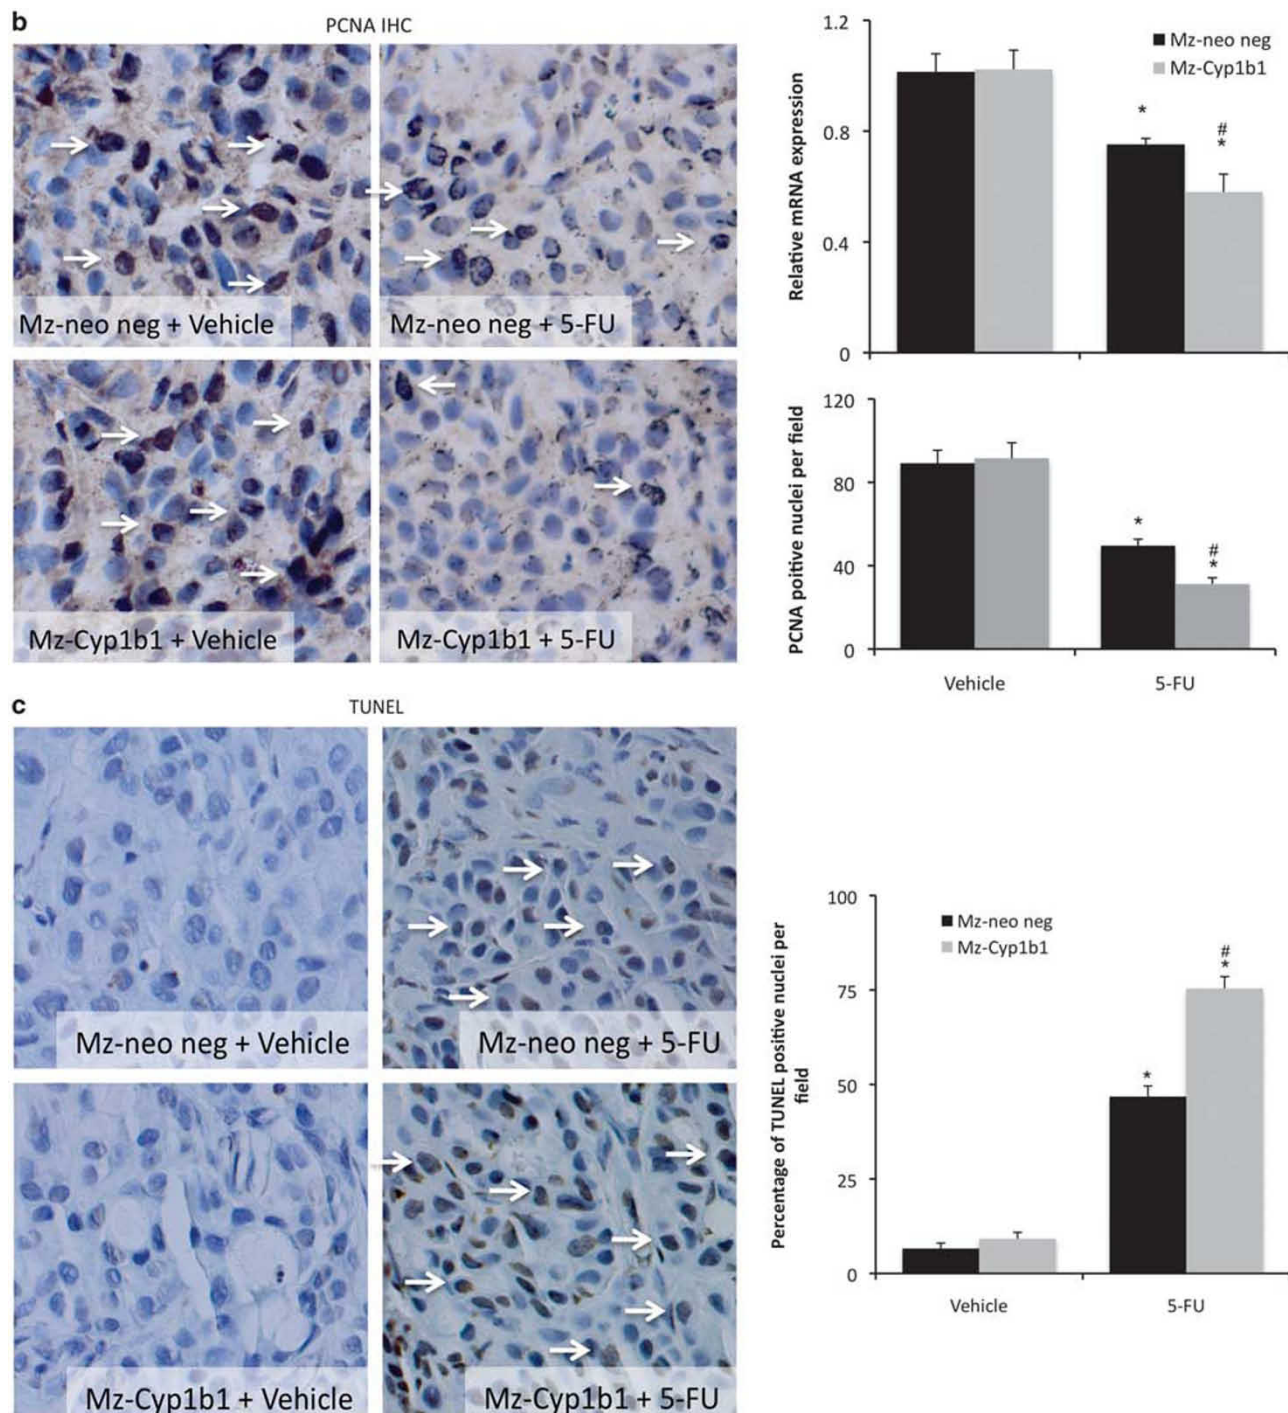 b
PCNA IHC
Mz-neo neg + Vehicle
Mz-neo neg + 5-FU
Mz-Cyp1b1 + Vehicle
Mz-Cyp1b1 + 5-FU
Relative mRNA expression
1.2
0.8
0.4
0
Mz-neo neg
Mz-Cyp1b1
*
#
*
PCNA poitive nuclei per field
120
80
40
0
*
#
*
Vehicle
5-FU
c
TUNEL
Mz-neo neg + Vehicle
Mz-neo neg + 5-FU
Mz-Cyp1b1 + Vehicle
Mz-Cyp1b1 + 5-FU
Percentage of TUNEL positive nuclei per
field
100
75
50
25
0
Mz-neo neg
Mz-Cyp1b1
*
#
*
Vehicle
5-FU